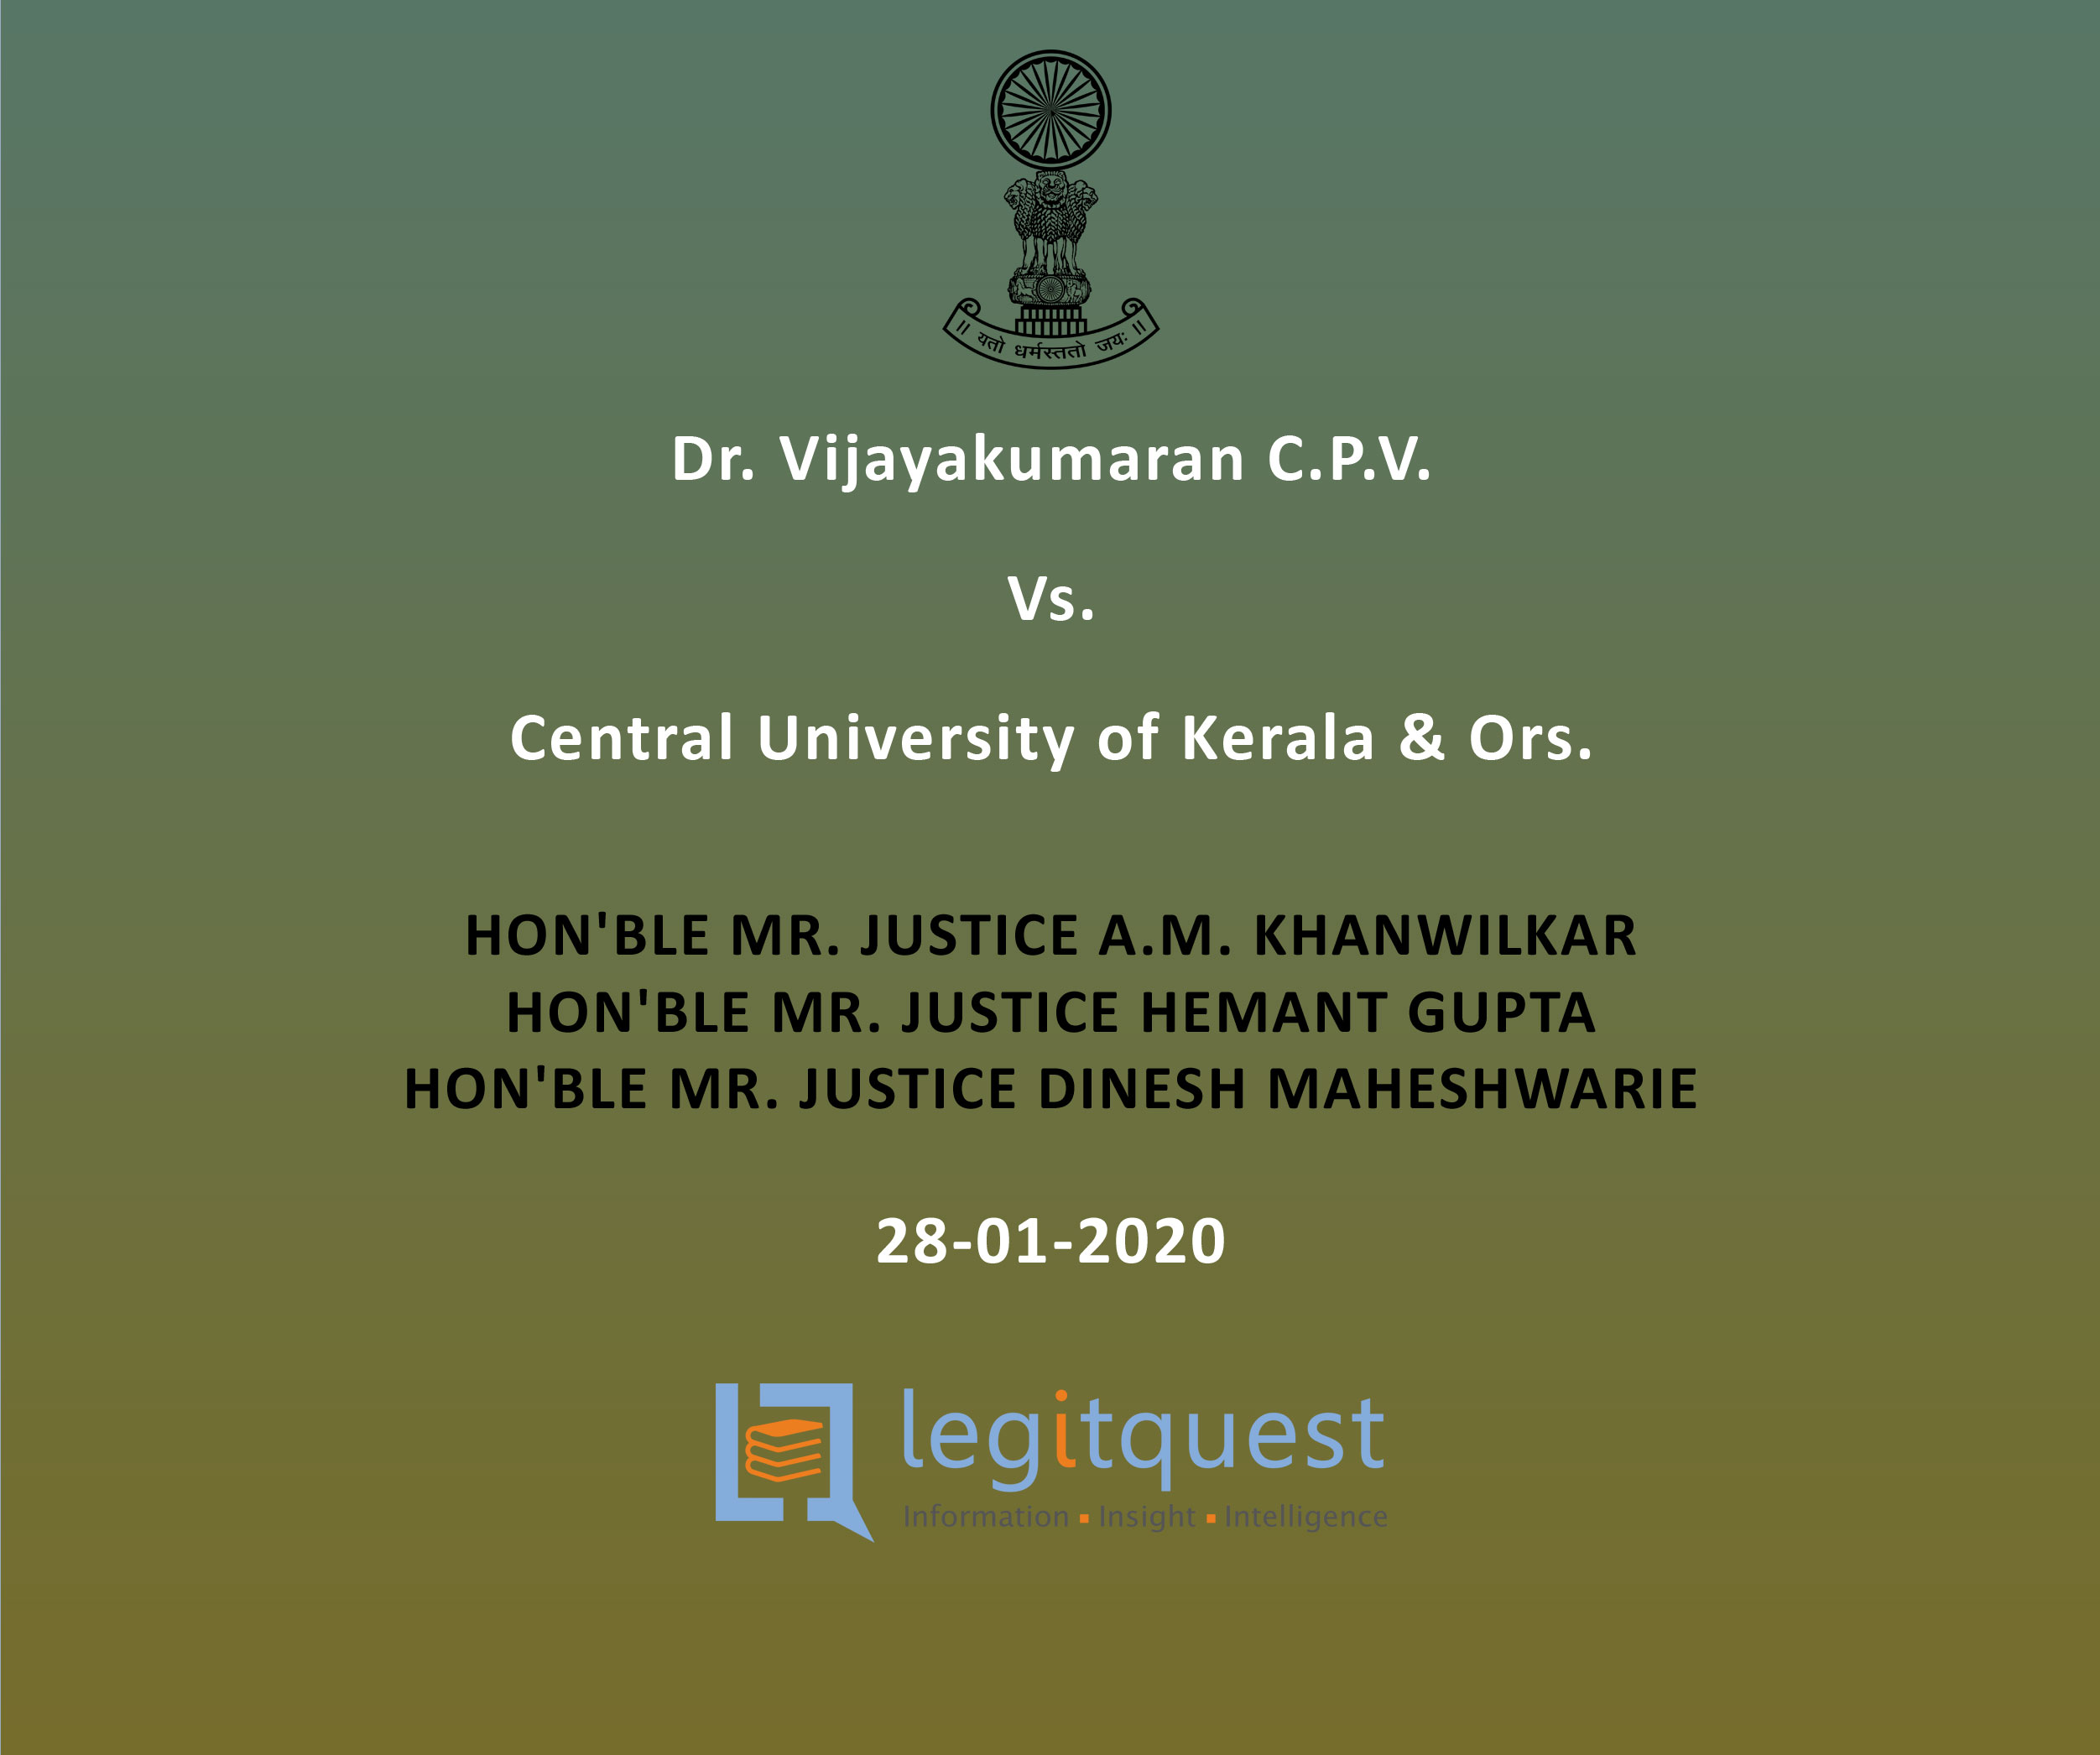 ॥ यतो धर्मस्ततो जयः ॥
Dr. Vijayakumaran C.P.V.
Vs.
Central University of Kerala & Ors.
HON'BLE MR. JUSTICE A.M. KHANWILKAR
HON'BLE MR. JUSTICE HEMANT GUPTA
HON'BLE MR. JUSTICE DINESH MAHESHWARIE
28-01-2020
legitquest
Information ▪ Insight ▪ Intelligence